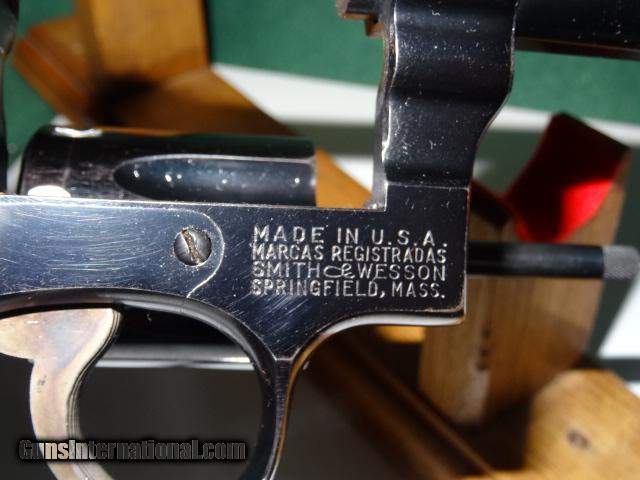 MADE IN U.S.A.
MARCAS REGISTRADAS
SMITH & WESSON
SPRINGFIELD, MASS.
GunsInternational.com